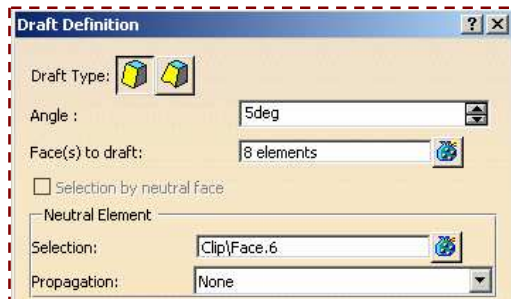 Draft Definition ? ×
Draft Type:
Angle : 5deg
Face(s) to draft: 8 elements
Selection by neutral face
Neutral Element
Selection: Clip\Face.6
Propagation: None